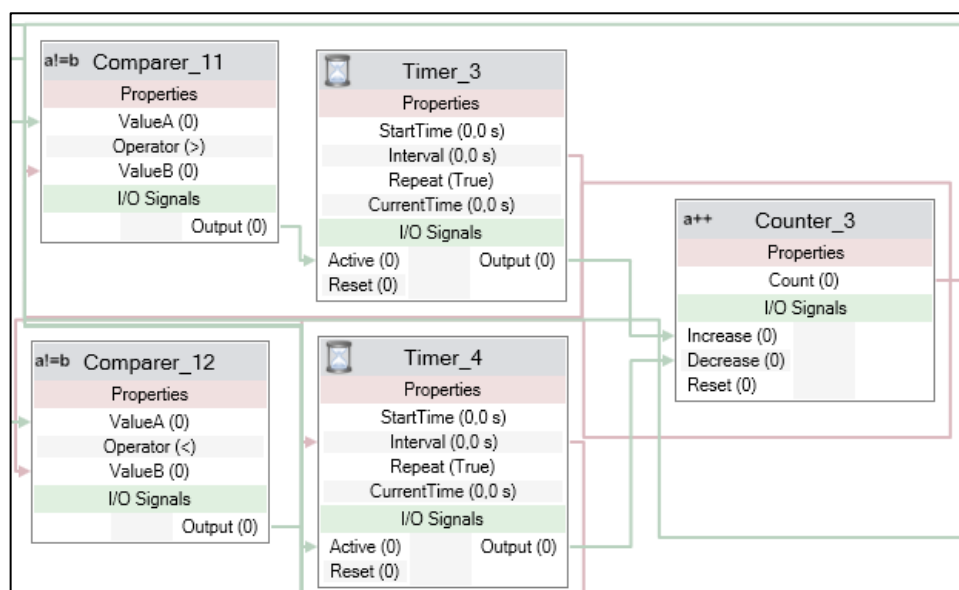 a!=b Comparer_11
Properties
ValueA (0)
Operator (>)
ValueB (0)
I/O Signals
Output (0)
Timer_3
Properties
StartTime (0,0 s)
Interval (0,0 s)
Repeat (True)
CurrentTime (0,0 s)
I/O Signals
Active (0) Output (0)
Reset (0)
a++ Counter_3
Properties
Count (0)
I/O Signals
Increase (0)
Decrease (0)
Reset (0)
a!=b Comparer_12
Properties
ValueA (0)
Operator (<)
ValueB (0)
I/O Signals
Output (0)
Timer_4
Properties
StartTime (0,0 s)
Interval (0,0 s)
Repeat (True)
CurrentTime (0,0 s)
I/O Signals
Active (0) Output (0)
Reset (0)